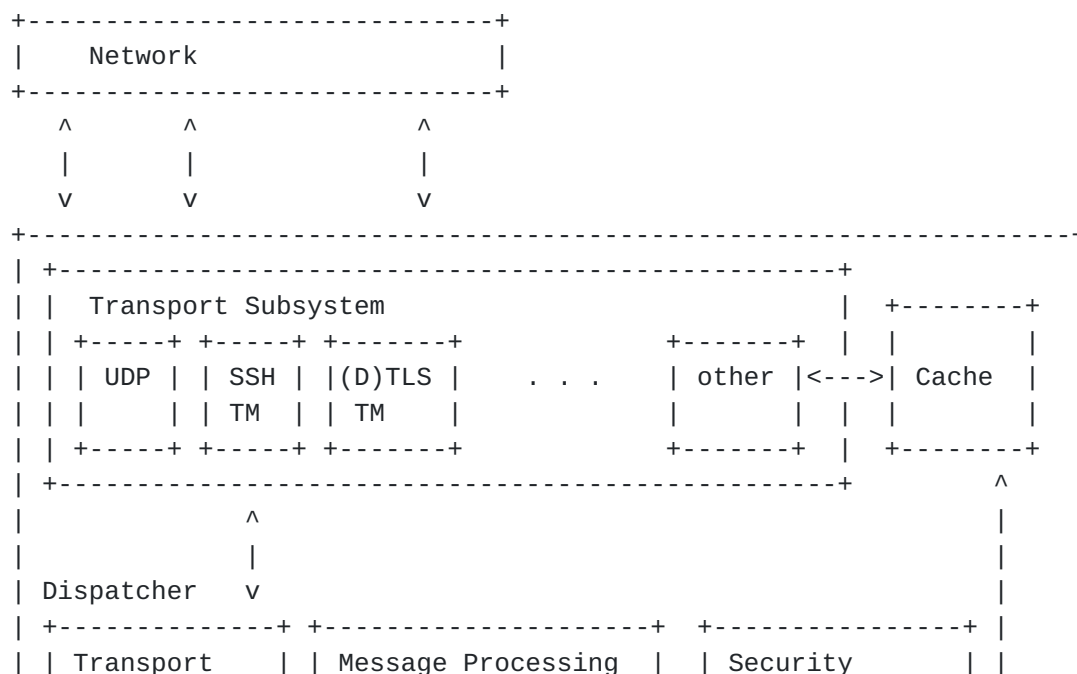 +------------------------------+
|    Network                   |
+------------------------------+
   ^       ^              ^
   |       |              |
   v       v              v
+-------------------------------------------------------------------+
| +--------------------------------------------------+
| |  Transport Subsystem                             |  +--------+
| | +-----+ +-----+ +-------+             +-------+  |  |        |
| | | UDP | | SSH | |(D)TLS |    . . .    | other |<--->| Cache  |
| | |     | | TM  | | TM    |             |       |  |  |        |
| | +-----+ +-----+ +-------+             +-------+  |  +--------+
| +--------------------------------------------------+         ^
|              ^                                               |
|              |                                               |
| Dispatcher   v                                               |
| +--------------+ +---------------------+  +----------------+ |
| | Transport    | | Message Processing  |  | Security       | |